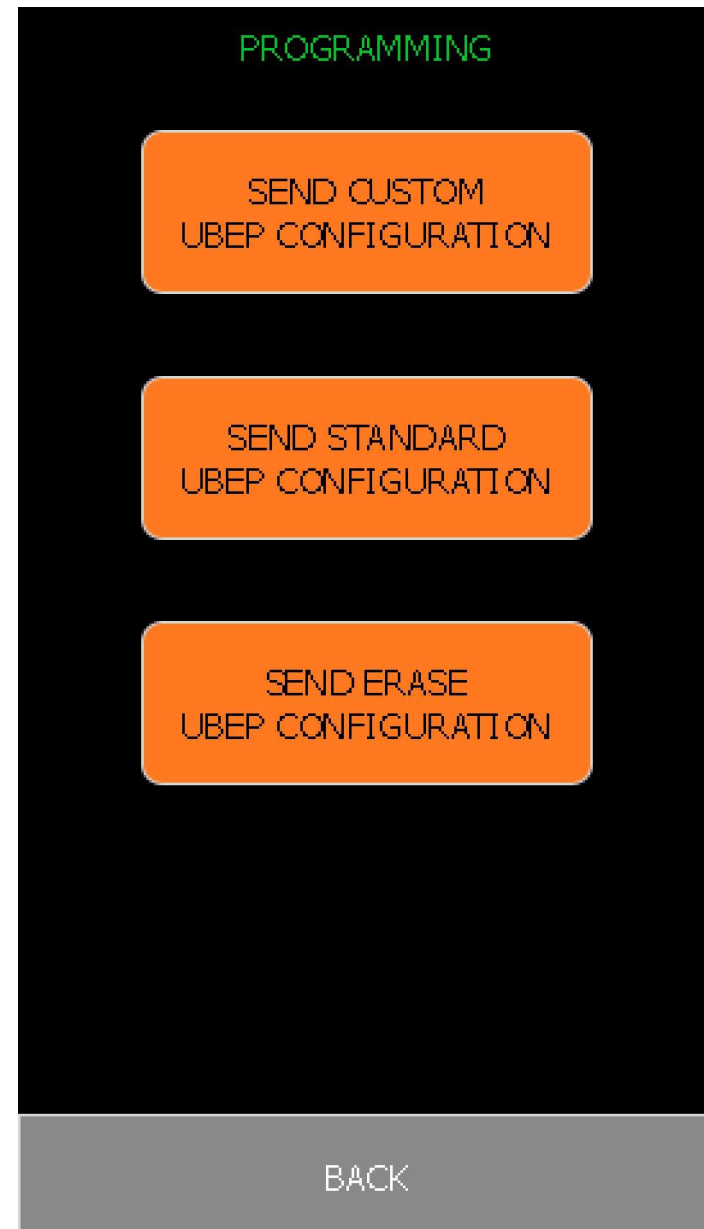 PROGRAMMING
SEND CUSTOM
UBEP CONFIGURATION
SEND STANDARD
UBEP CONFIGURATION
SEND ERASE
UBEP CONFIGURATION
BACK